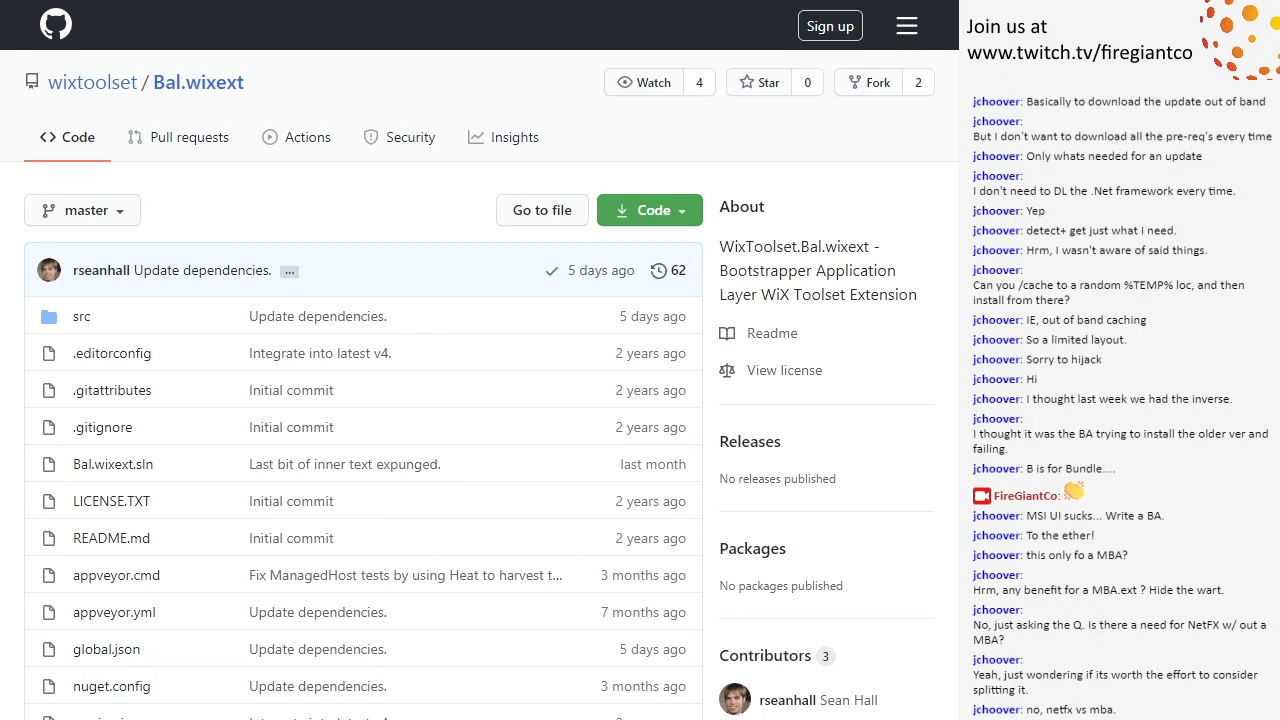 Sign up
wixtoolset / Bal.wixext
Watch 4
Star 0
Fork 2
Code
Pull requests
Actions
Security
Insights
master
Go to file
Code
rseanhall Update dependencies. ... 5 days ago 62
src Update dependencies. 5 days ago
.editorconfig Integrate into latest v4. 2 years ago
.gitattributes Initial commit 2 years ago
.gitignore Initial commit 2 years ago
Bal.wixext.sln Last bit of inner text expunged. last month
LICENSE.TXT Initial commit 2 years ago
README.md Initial commit 2 years ago
appveyor.cmd Fix ManagedHost tests by using Heat to harvest t... 3 months ago
appveyor.yml Update dependencies. 7 months ago
global.json Update dependencies. 5 days ago
nuget.config Update dependencies. 3 months ago
About
WixToolset.Bal.wixext -
Bootstrapper Application
Layer WiX Toolset Extension
Readme
View license
Releases
No releases published
Packages
No packages published
Contributors 3
rseanhall Sean Hall
Join us at
www.twitch.tv/firegiantco
jchoover: Basically to download the update out of band
jchoover:
But I don't want to download all the pre-req's every time
jchoover: Only whats needed for an update
jchoover:
I don't need to DL the .Net framework every time.
jchoover: Yep
jchoover: detect+ get just what I need.
jchoover: Hrm, I wasn't aware of said things.
jchoover:
Can you /cache to a random %TEMP% loc, and then
install from there?
jchoover: IE, out of band caching
jchoover: So a limited layout.
jchoover: Sorry to hijack
jchoover: Hi
jchoover: I thought last week we had the inverse.
jchoover:
I thought it was the BA trying to install the older ver and
failing.
jchoover: B is for Bundle....
FireGiantCo:
jchoover: MSI UI sucks... Write a BA.
jchoover: To the ether!
jchoover: this only fo a MBA?
jchoover:
Hrm, any benefit for a MBA.ext ? Hide the wart.
jchoover:
No, just asking the Q. Is there a need for NetFX w/ out a
MBA?
jchoover:
Yeah, just wondering if its worth the effort to consider
splitting it.
jchoover: no, netfx vs mba.